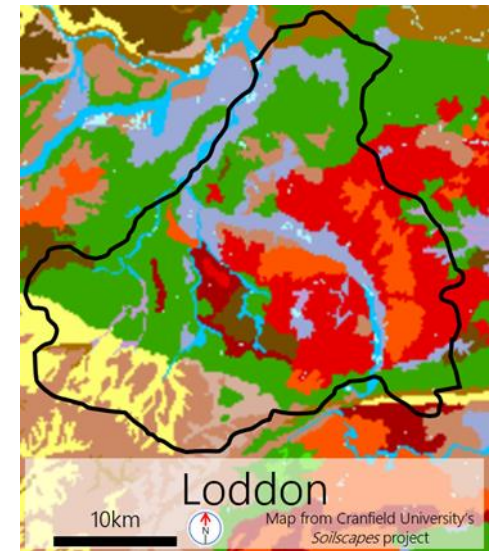 Loddon
10km
N
Map from Cranfield University's
Soilscapes project